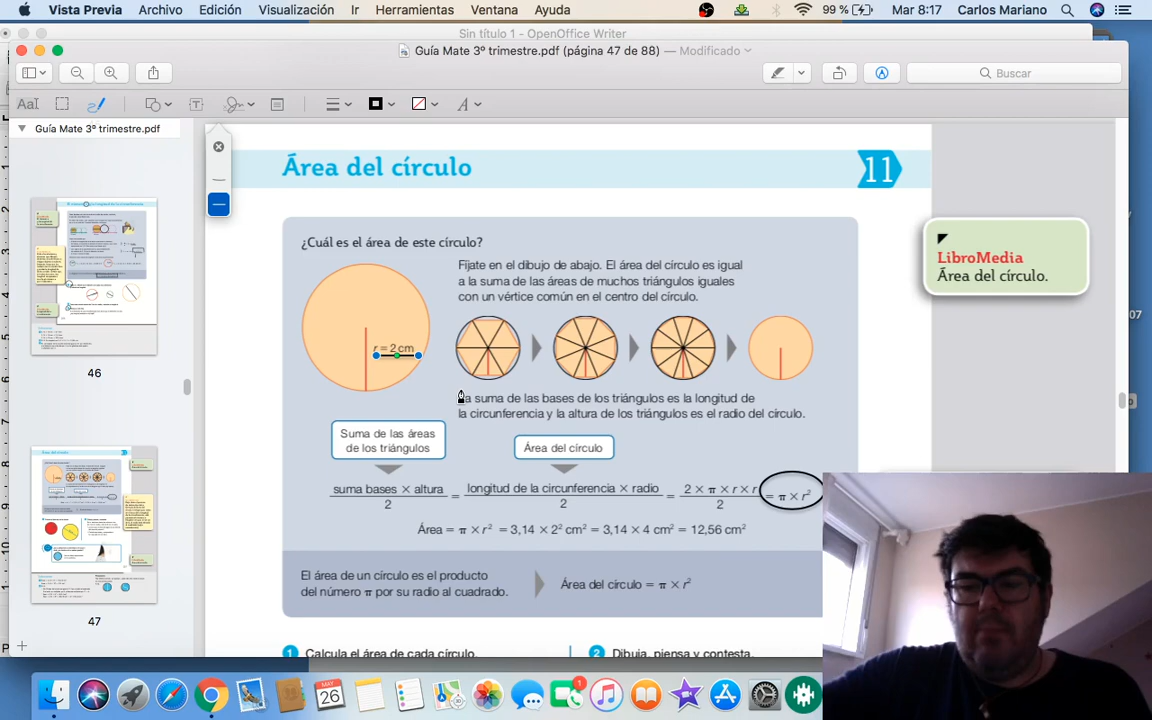 Vista Previa Archivo Edición Visualización Ir Herramientas Ventana Ayuda 99 % Mar 8:17 Carlos Mariano
Sin título 1 - OpenOffice Writer
Guía Mate 3º trimestre.pdf (página 47 de 88) — Modificado
Buscar
AaI T A
Guía Mate 3º trimestre.pdf
46
47
Área del círculo
11
¿Cuál es el área de este círculo?
r = 2 cm
Fíjate en el dibujo de abajo. El área del círculo es igual
a la suma de las áreas de muchos triángulos iguales
con un vértice común en el centro del círculo.
La suma de las bases de los triángulos es la longitud de
la circunferencia y la altura de los triángulos es el radio del círculo.
Suma de las áreas
de los triángulos
Área del círculo
suma bases × altura / 2 = longitud de la circunferencia × radio / 2 = 2 × π × r × r / 2 = π × r²
Área = π × r² = 3,14 × 2² cm² = 3,14 × 4 cm² = 12,56 cm²
El área de un círculo es el producto
del número π por su radio al cuadrado.
Área del círculo = π × r²
1 Calcula el área de cada círculo.
2 Dibuja, piensa y contesta.
LibroMedia
Área del círculo.
07
MAY
26
1